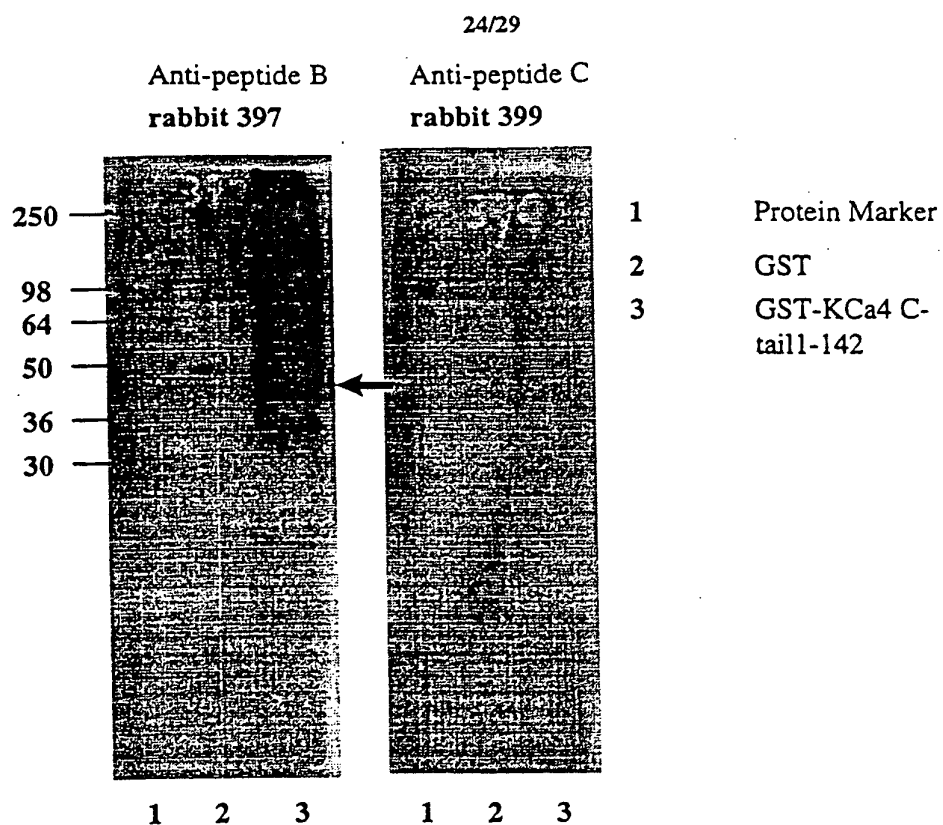 24/29
Anti-peptide B
rabbit 397
Anti-peptide C
rabbit 399
250
98
64
50
36
30
1 Protein Marker
2 GST
3 GST-KCa4 C-
tail1-142
1 2 3
1 2 3